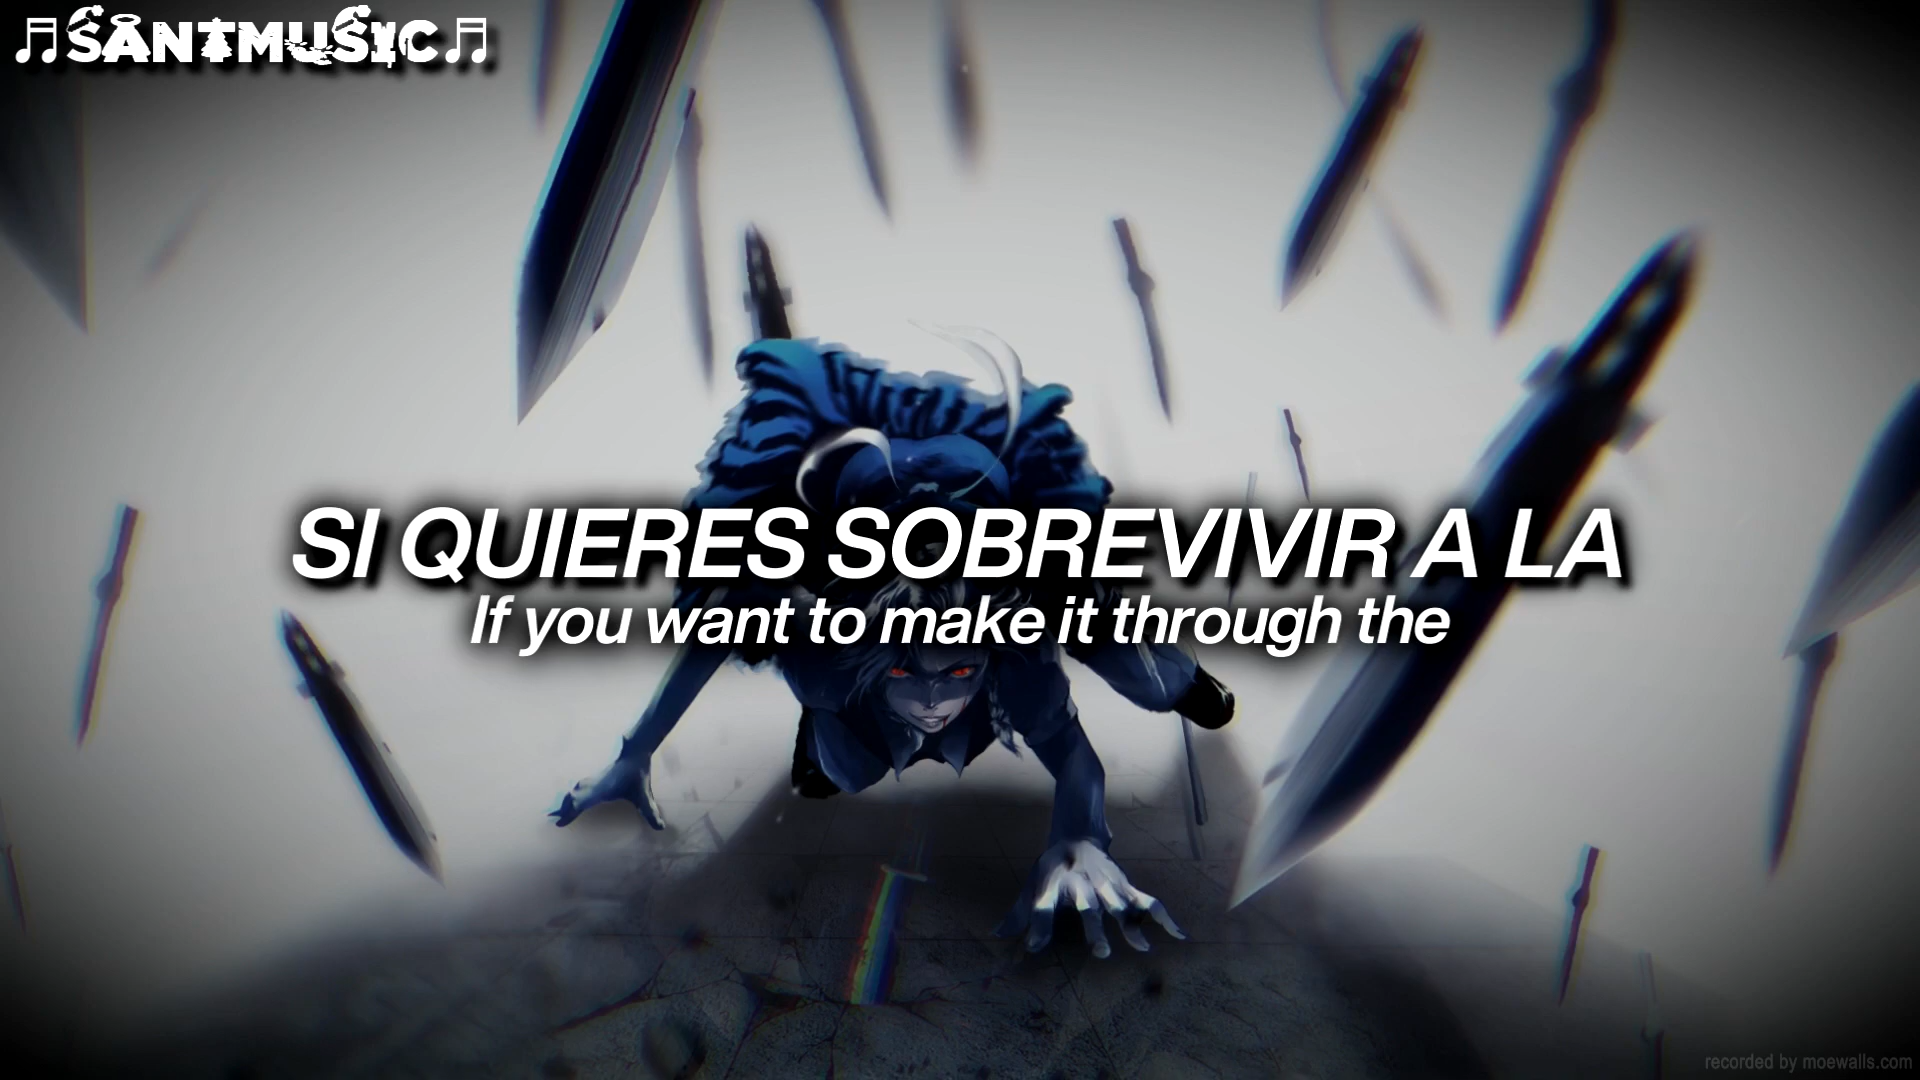 ♫SANTMUSIC♫
SI QUIERES SOBREVIVIR A LA
If you want to make it through the
recorded by moewalls.com